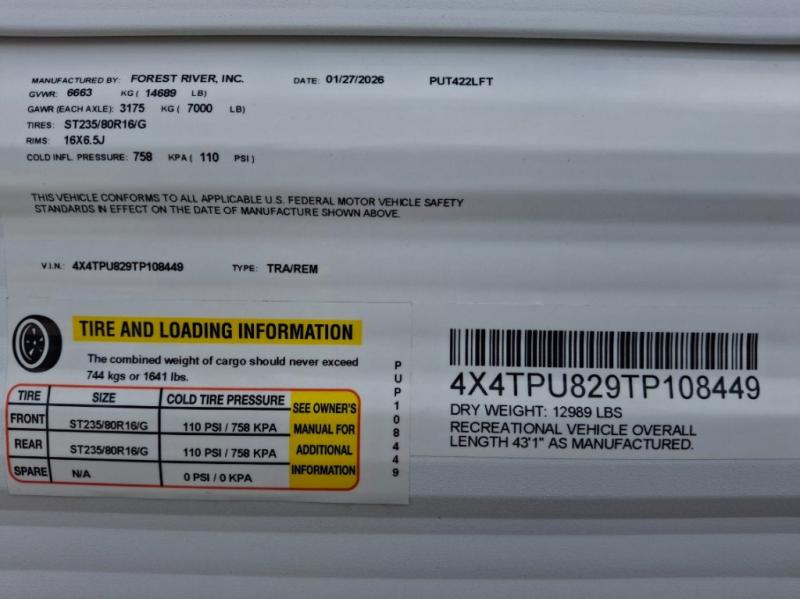 MANUFACTURED BY: FOREST RIVER, INC. DATE: 01/27/2026 PUT422LFT
GVWR: 6663 KG ( 14689 LB)
GAWR (EACH AXLE): 3175 KG ( 7000 LB)
TIRES: ST235/80R16/G
RIMS: 16X6.5J
COLD INFL. PRESSURE: 758 KPA ( 110 PSI )
THIS VEHICLE CONFORMS TO ALL APPLICABLE U.S. FEDERAL MOTOR VEHICLE SAFETY
STANDARDS IN EFFECT ON THE DATE OF MANUFACTURE SHOWN ABOVE.
V.I.N.: 4X4TPU829TP108449 TYPE: TRA/REM
TIRE AND LOADING INFORMATION
The combined weight of cargo should never exceed
744 kgs or 1641 lbs.
TIRE SIZE COLD TIRE PRESSURE
FRONT ST235/80R16/G 110 PSI / 758 KPA
REAR ST235/80R16/G 110 PSI / 758 KPA
SPARE N/A 0 PSI / 0 KPA
SEE OWNER'S
MANUAL FOR
ADDITIONAL
INFORMATION
PUP108449
4X4TPU829TP108449
DRY WEIGHT: 12989 LBS
RECREATIONAL VEHICLE OVERALL
LENGTH 43'1" AS MANUFACTURED.